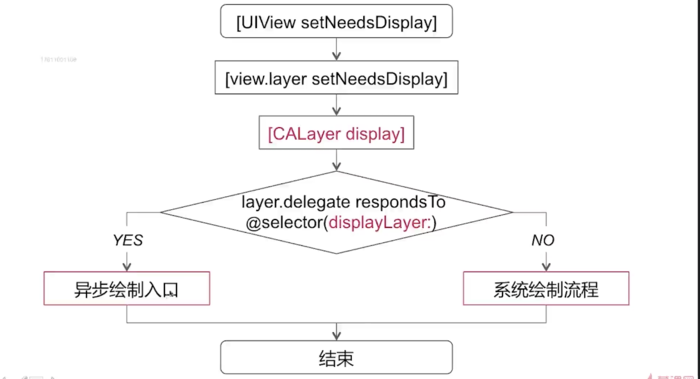 [UIView setNeedsDisplay]
[view.layer setNeedsDisplay]
[CALayer display]
layer.delegate respondsTo
@selector(displayLayer:)
YES
NO
异步绘制入口
系统绘制流程
结束